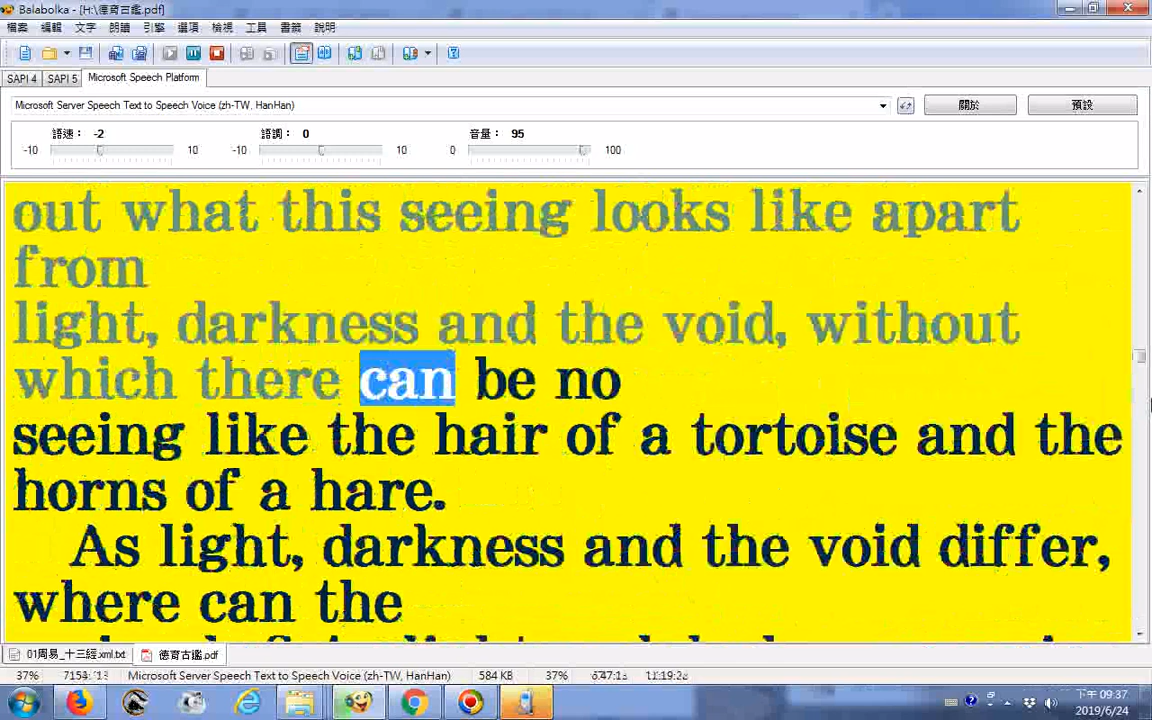 Balabolka - [H:\德育古鑑.pdf]
檔案 編輯 文字 朗讀 引擎 選項 檢視 工具 書籤 說明
SAPI 4 SAPI 5 Microsoft Speech Platform
Microsoft Server Speech Text to Speech Voice (zh-TW, HanHan) 關於 預設
語速： -2 語調： 0 音量： 95
-10 10 -10 10 0 100
out what this seeing looks like apart
from
light, darkness and the void, without
which there can be no
seeing like the hair of a tortoise and the
horns of a hare.
As light, darkness and the void differ,
where can the
01周易_十三經.xml.txt 德育古鑑.pdf
37% Microsoft Server Speech Text to Speech Voice (zh-TW, HanHan) 584 KB 37%
下午 09:37
2019/6/24